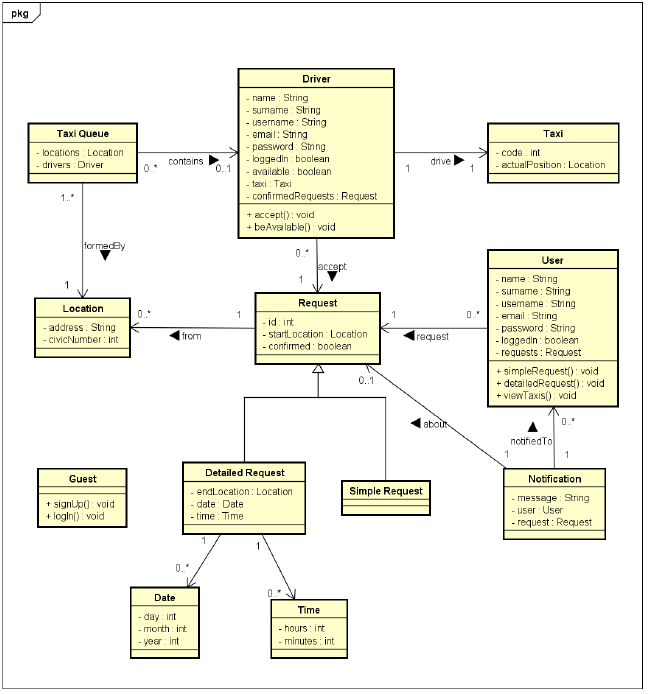 pkg
Driver
- name : String
- surname : String
- username : String
- email : String
- password : String
- loggedIn : boolean
- available : boolean
- taxi : Taxi
- confirmedRequests : Request
+ accept() : void
+ beAvailable() : void
Taxi Queue
- locations : Location
- drivers : Driver
0..*
contains
0..1
1
drive
1
Taxi
- code : int
- actualPosition : Location
1..*
formedBy
1
0..*
accept
1
User
- name : String
- surname : String
- username : String
- email : String
- password : String
- loggedIn : boolean
- requests : Request
+ simpleRequest() : void
+ detailedRequest() : void
+ viewTaxis() : void
Location
- address : String
- civicNumber : int
0..*
from
1
Request
- id : int
- startLocation : Location
- confirmed : boolean
1
request
0..*
0..1
about
1
0..*
notifiedTo
1
Guest
+ signUp() : void
+ logIn() : void
Detailed Request
- endLocation : Location
- date : Date
- time : Time
Simple Request
Notification
- message : String
- user : User
- request : Request
1
0..*
1
0..*
Date
- day : int
- month : int
- year : int
Time
- hours : int
- minutes : int